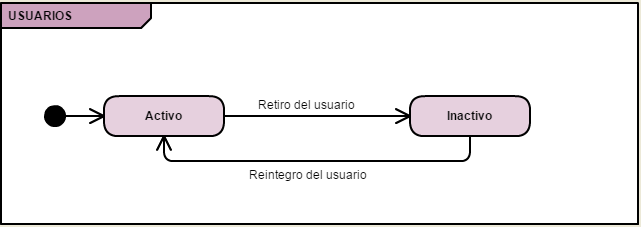 USUARIOS
Activo
Retiro del usuario
Inactivo
Reintegro del usuario